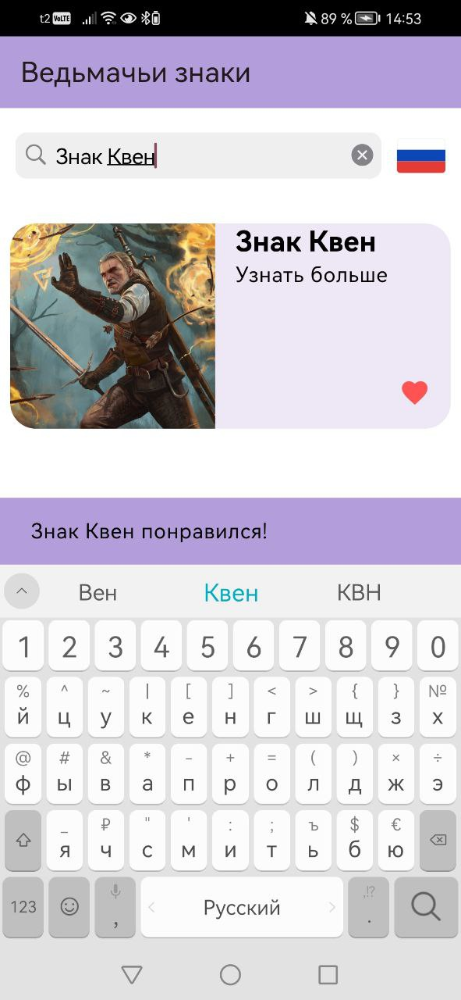 t2 VoLTE 89 % 14:53
Ведьмачьи знаки
Знак Квен
Знак Квен
Узнать больше
Знак Квен понравился!
Вен Квен КВН
1 2 3 4 5 6 7 8 9 0
% ^ ~ | [ ] < > { } №
й ц у к е н г ш щ з х
@ # & * - + = ( ) × ÷
ф ы в а п р о л д ж э
_ ₽ " ' : ; ъ $ €
я ч с м и т ь б ю
,!?
123 , Русский .